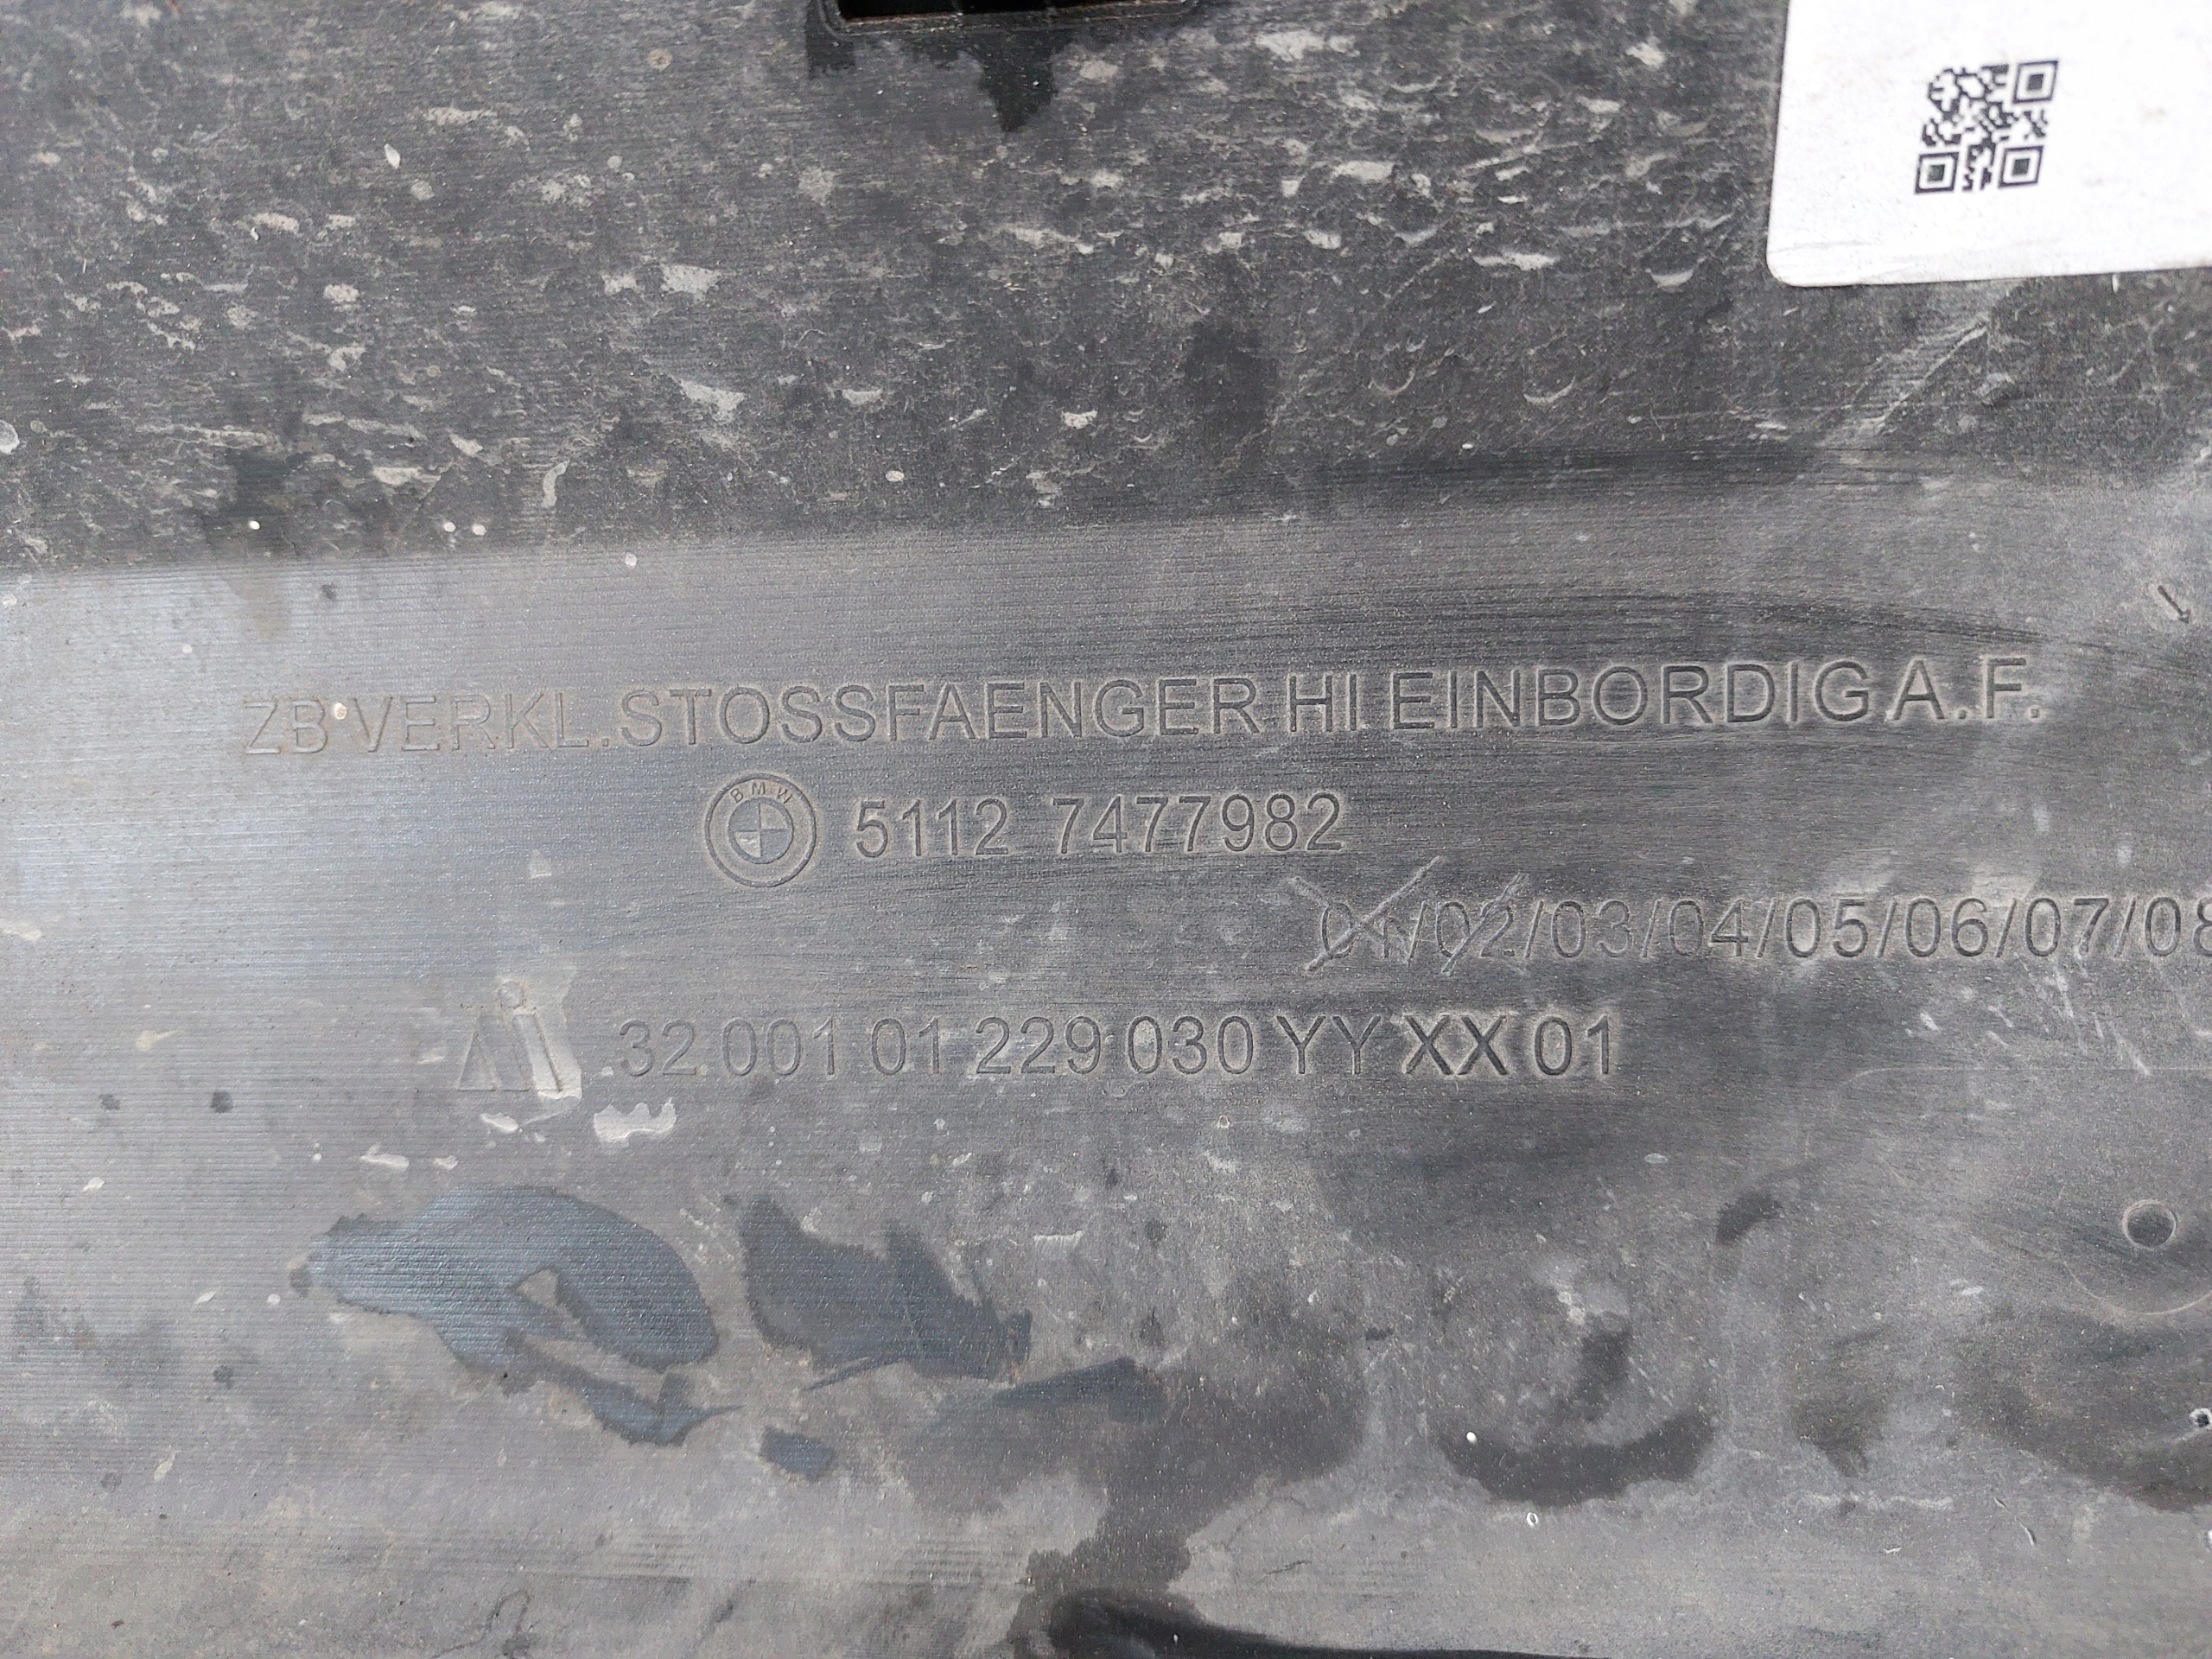 ZB VERKL.STOSSFAENGER HI EINBORDIG A.F.
BMW 5112 7477982
01/02/03/04/05/06/07/08
32.001 01 229 030 YY XX 01